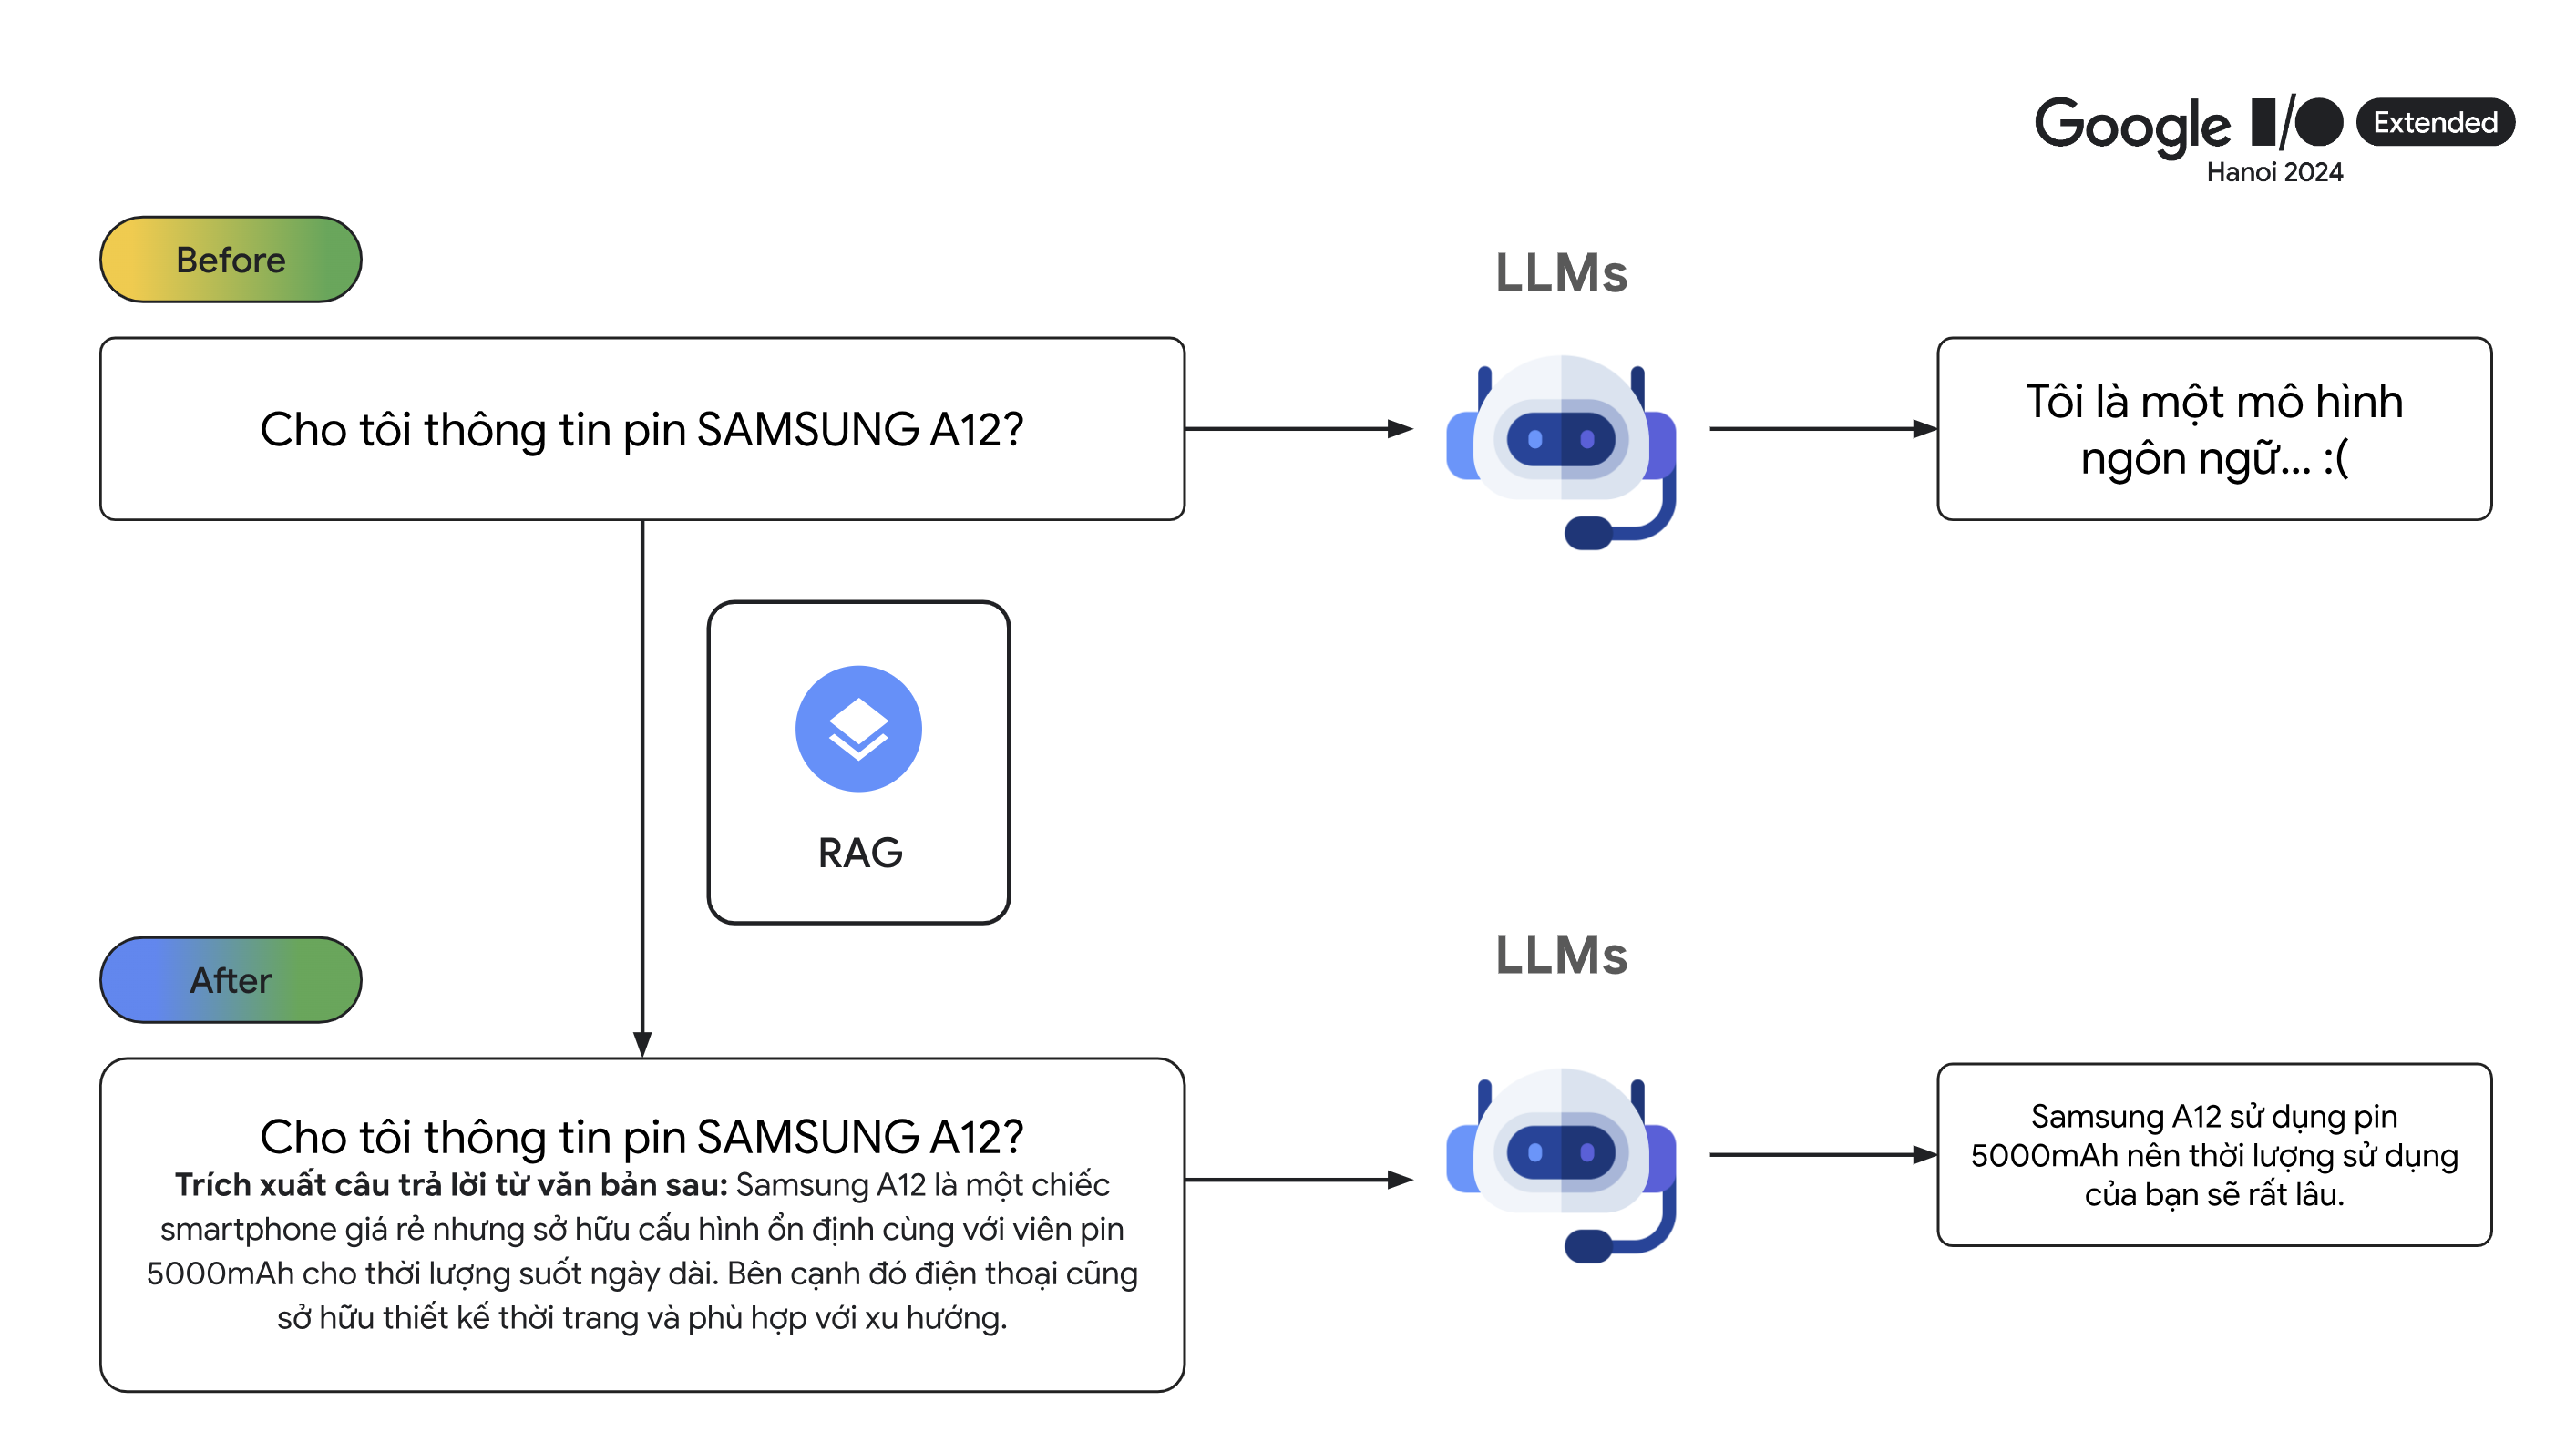 Google I/O Extended
Hanoi 2024
Before
LLMs
Cho tôi thông tin pin SAMSUNG A12?
Tôi là một mô hình
ngôn ngữ... :(
RAG
After
LLMs
Cho tôi thông tin pin SAMSUNG A12?
Trích xuất câu trả lời từ văn bản sau: Samsung A12 là một chiếc
smartphone giá rẻ nhưng sở hữu cấu hình ổn định cùng với viên pin
5000mAh cho thời lượng suốt ngày dài. Bên cạnh đó điện thoại cũng
sở hữu thiết kế thời trang và phù hợp với xu hướng.
Samsung A12 sử dụng pin
5000mAh nên thời lượng sử dụng
của bạn sẽ rất lâu.